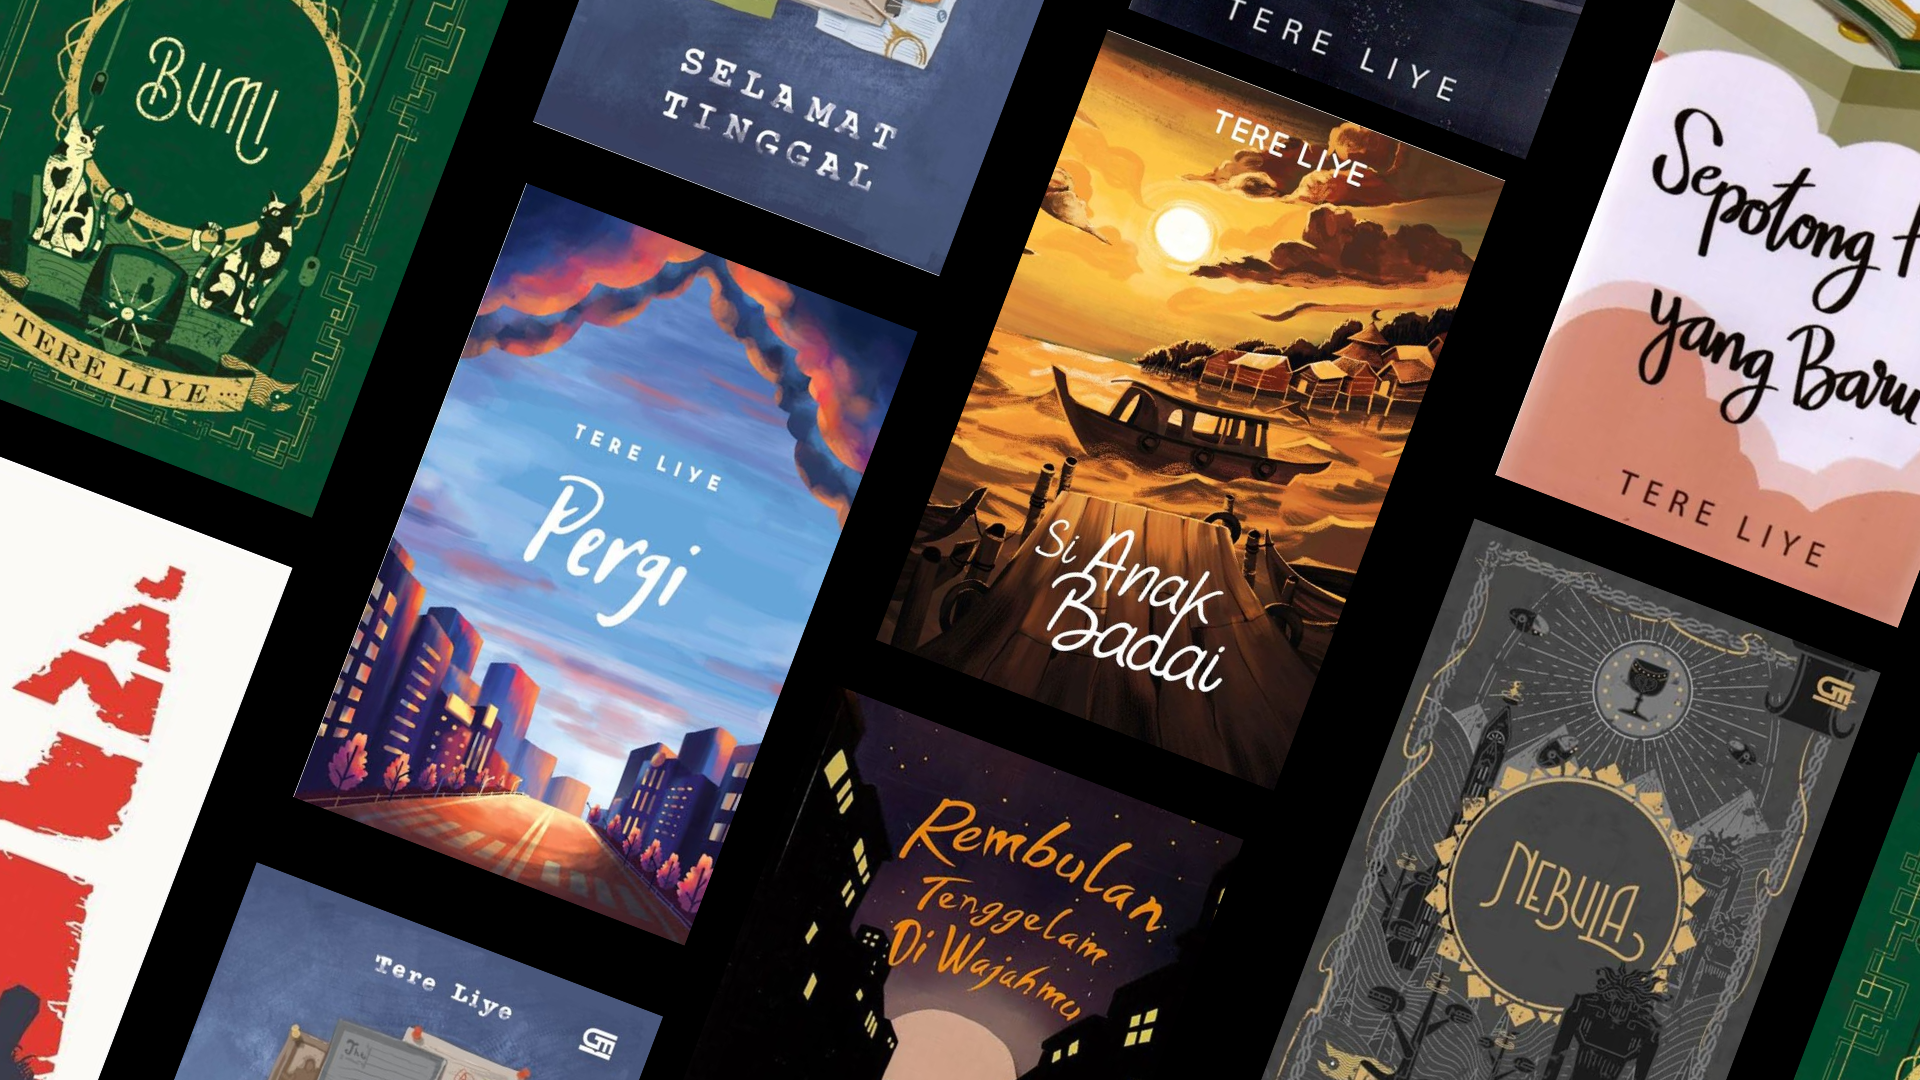 BUMI
TERE LIYE
SELAMAT
TINGGAL
TERE LIYE
Pergi
TERE LIYE
TERE LIYE
Si Anak
Badai
Sepotong
yang Baru
TERE LIYE
JANJI
Tere Liye
Rembulan
Tenggelam
Di Wajahmu
NEBULA